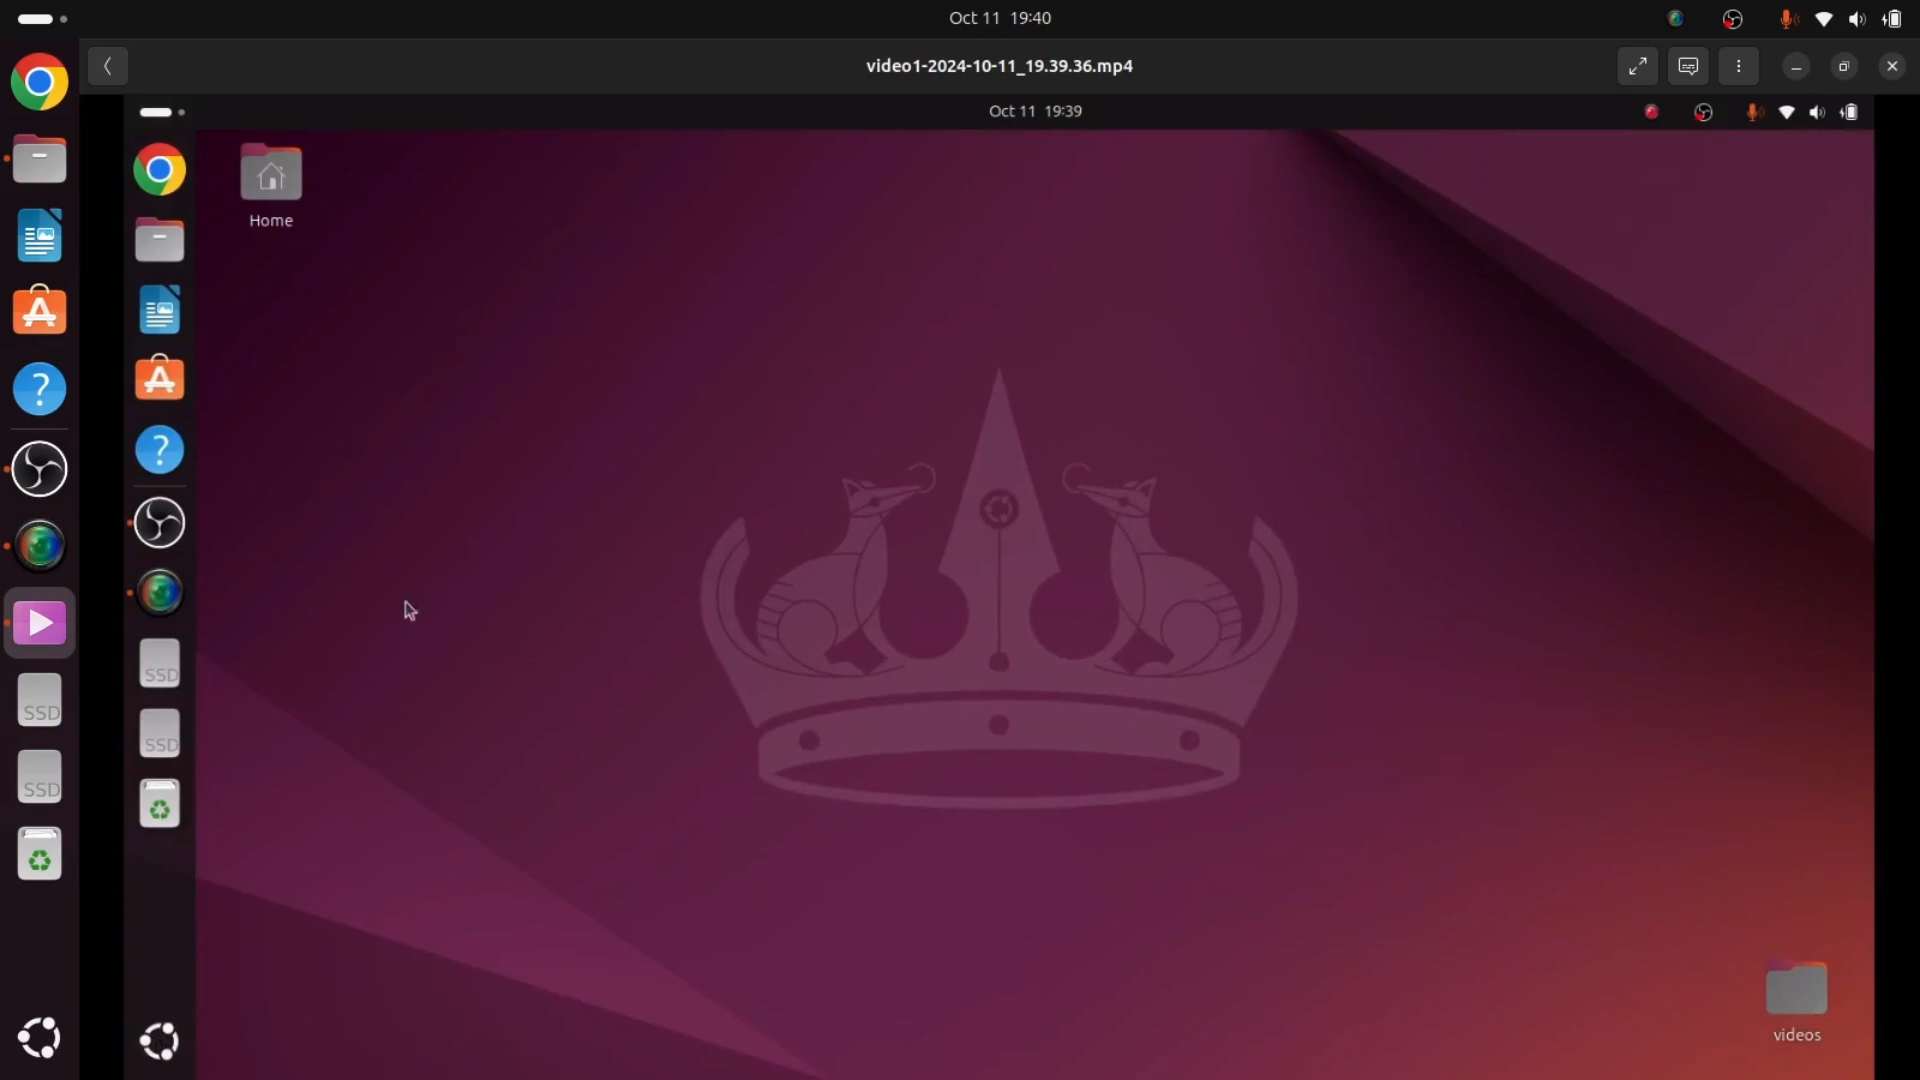 Oct 11 19:40
video1-2024-10-11_19.39.36.mp4
Oct 11 19:39
Home
SSD
SSD
SSD
SSD
videos